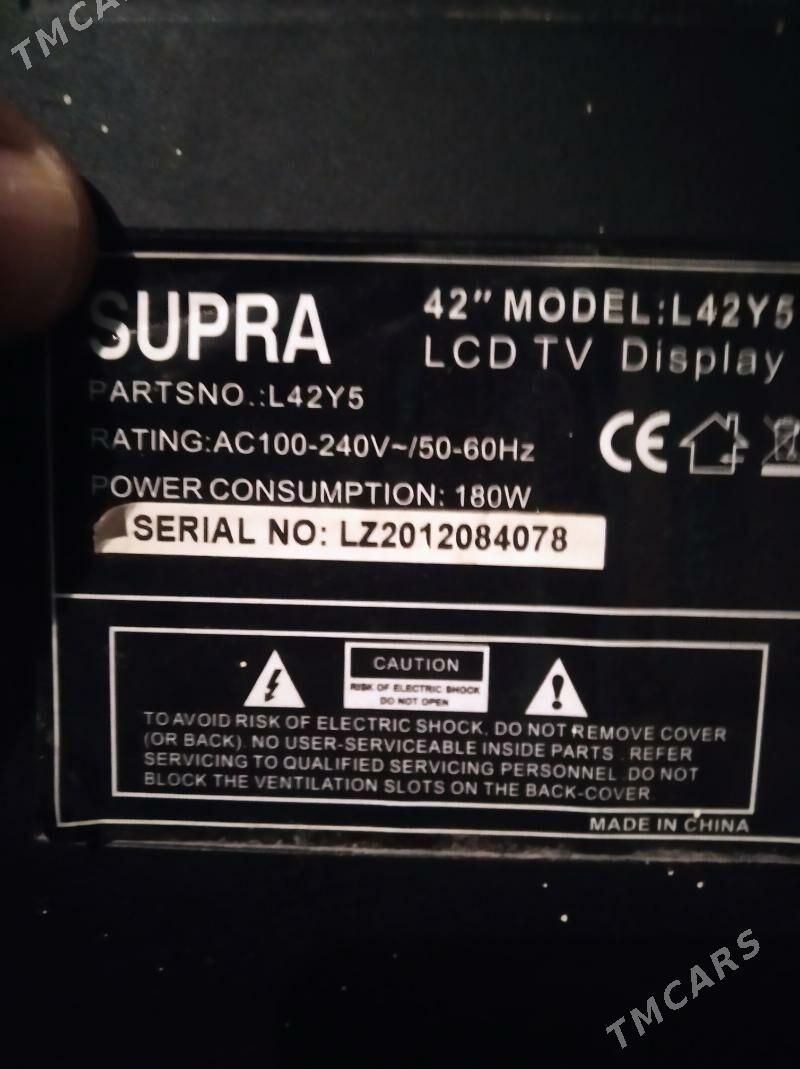 TMCARS
SUPRA
42" MODEL:L42Y5
LCD TV Display
PARTSNO.:L42Y5
RATING:AC100-240V~/50-60Hz
CE
POWER CONSUMPTION: 180W
SERIAL NO: LZ2012084078
CAUTION
RISK OF ELECTRIC SHOCK
DO NOT OPEN
TO AVOID RISK OF ELECTRIC SHOCK, DO NOT REMOVE COVER
(OR BACK). NO USER-SERVICEABLE INSIDE PARTS . REFER
SERVICING TO QUALIFIED SERVICING PERSONNEL .DO NOT
BLOCK THE VENTILATION SLOTS ON THE BACK-COVER.
MADE IN CHINA
TMCARS